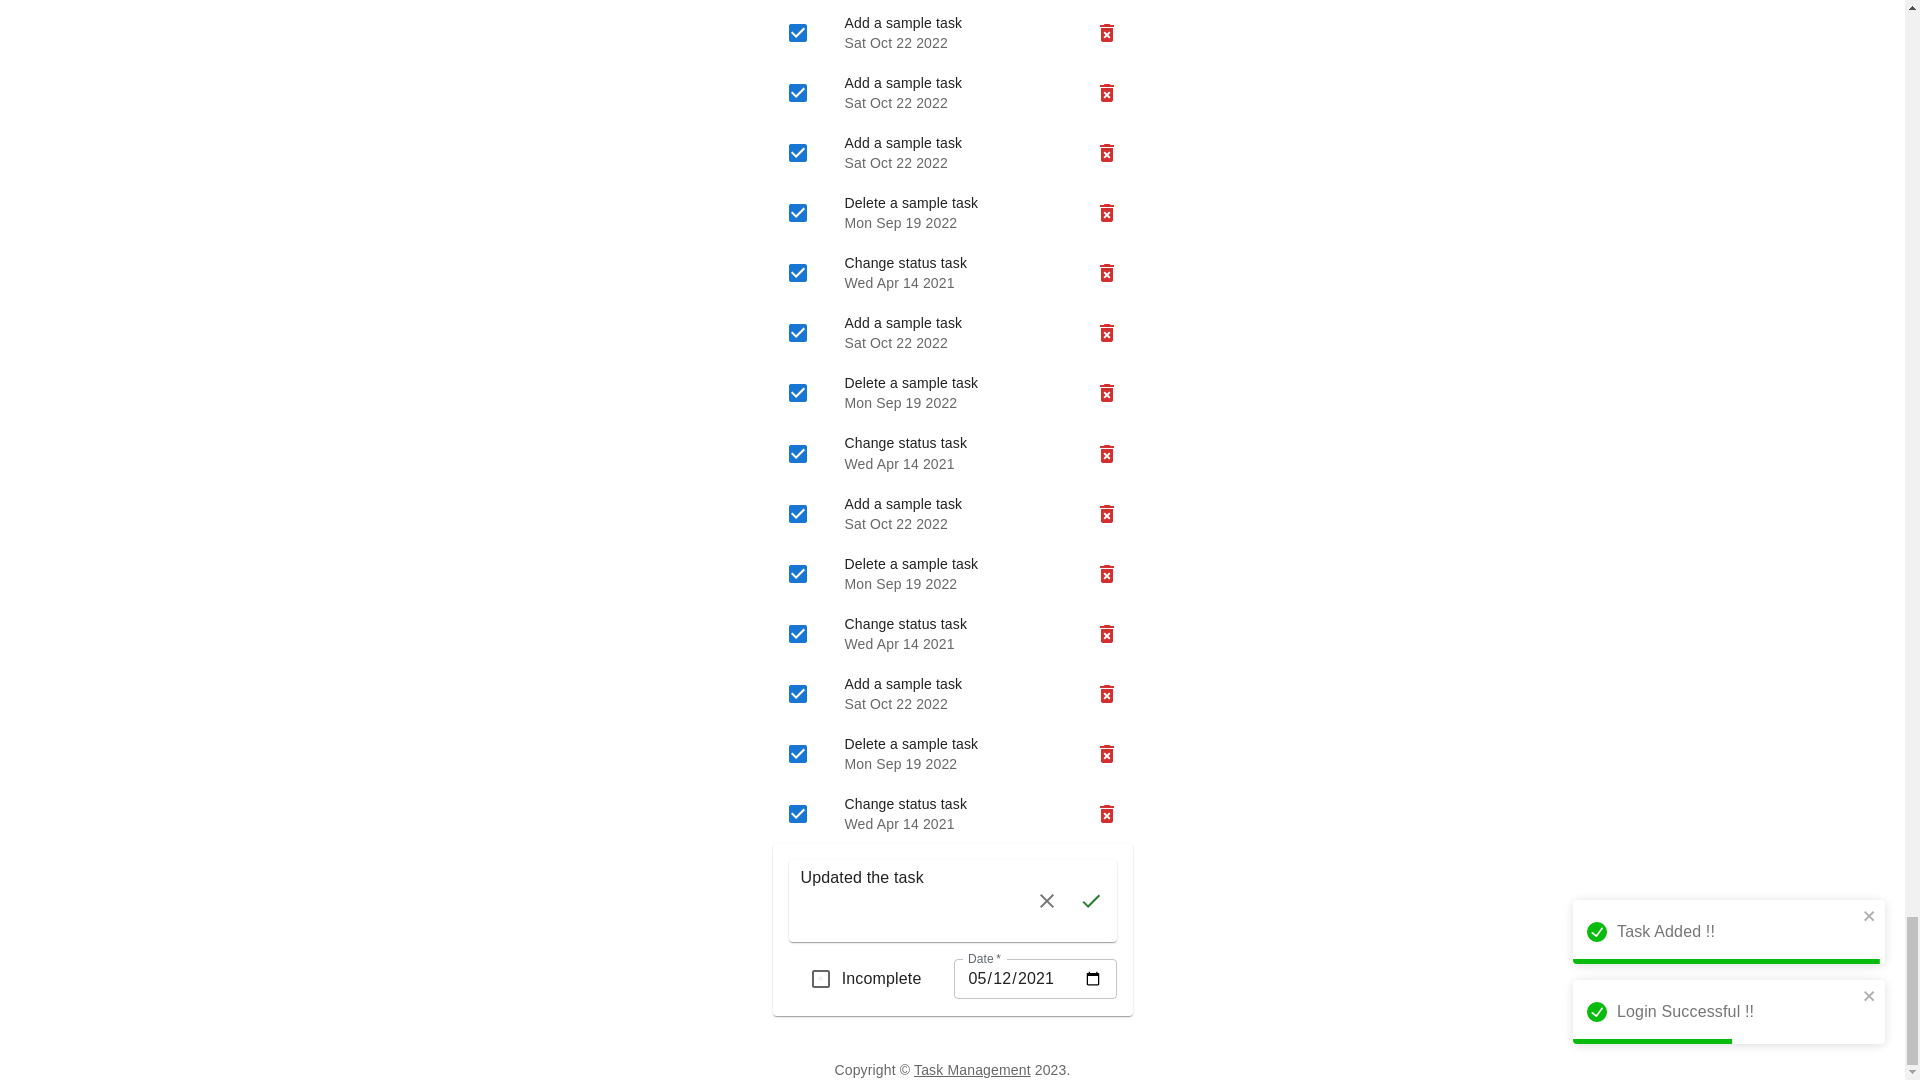 Add a sample task
Sat Oct 22 2022
Add a sample task
Sat Oct 22 2022
Add a sample task
Sat Oct 22 2022
Delete a sample task
Mon Sep 19 2022
Change status task
Wed Apr 14 2021
Add a sample task
Sat Oct 22 2022
Delete a sample task
Mon Sep 19 2022
Change status task
Wed Apr 14 2021
Add a sample task
Sat Oct 22 2022
Delete a sample task
Mon Sep 19 2022
Change status task
Wed Apr 14 2021
Add a sample task
Sat Oct 22 2022
Delete a sample task
Mon Sep 19 2022
Change status task
Wed Apr 14 2021
Updated the task
Incomplete
Date *
05/12/2021
Task Added !!
Login Successful !!
Copyright © Task Management 2023.